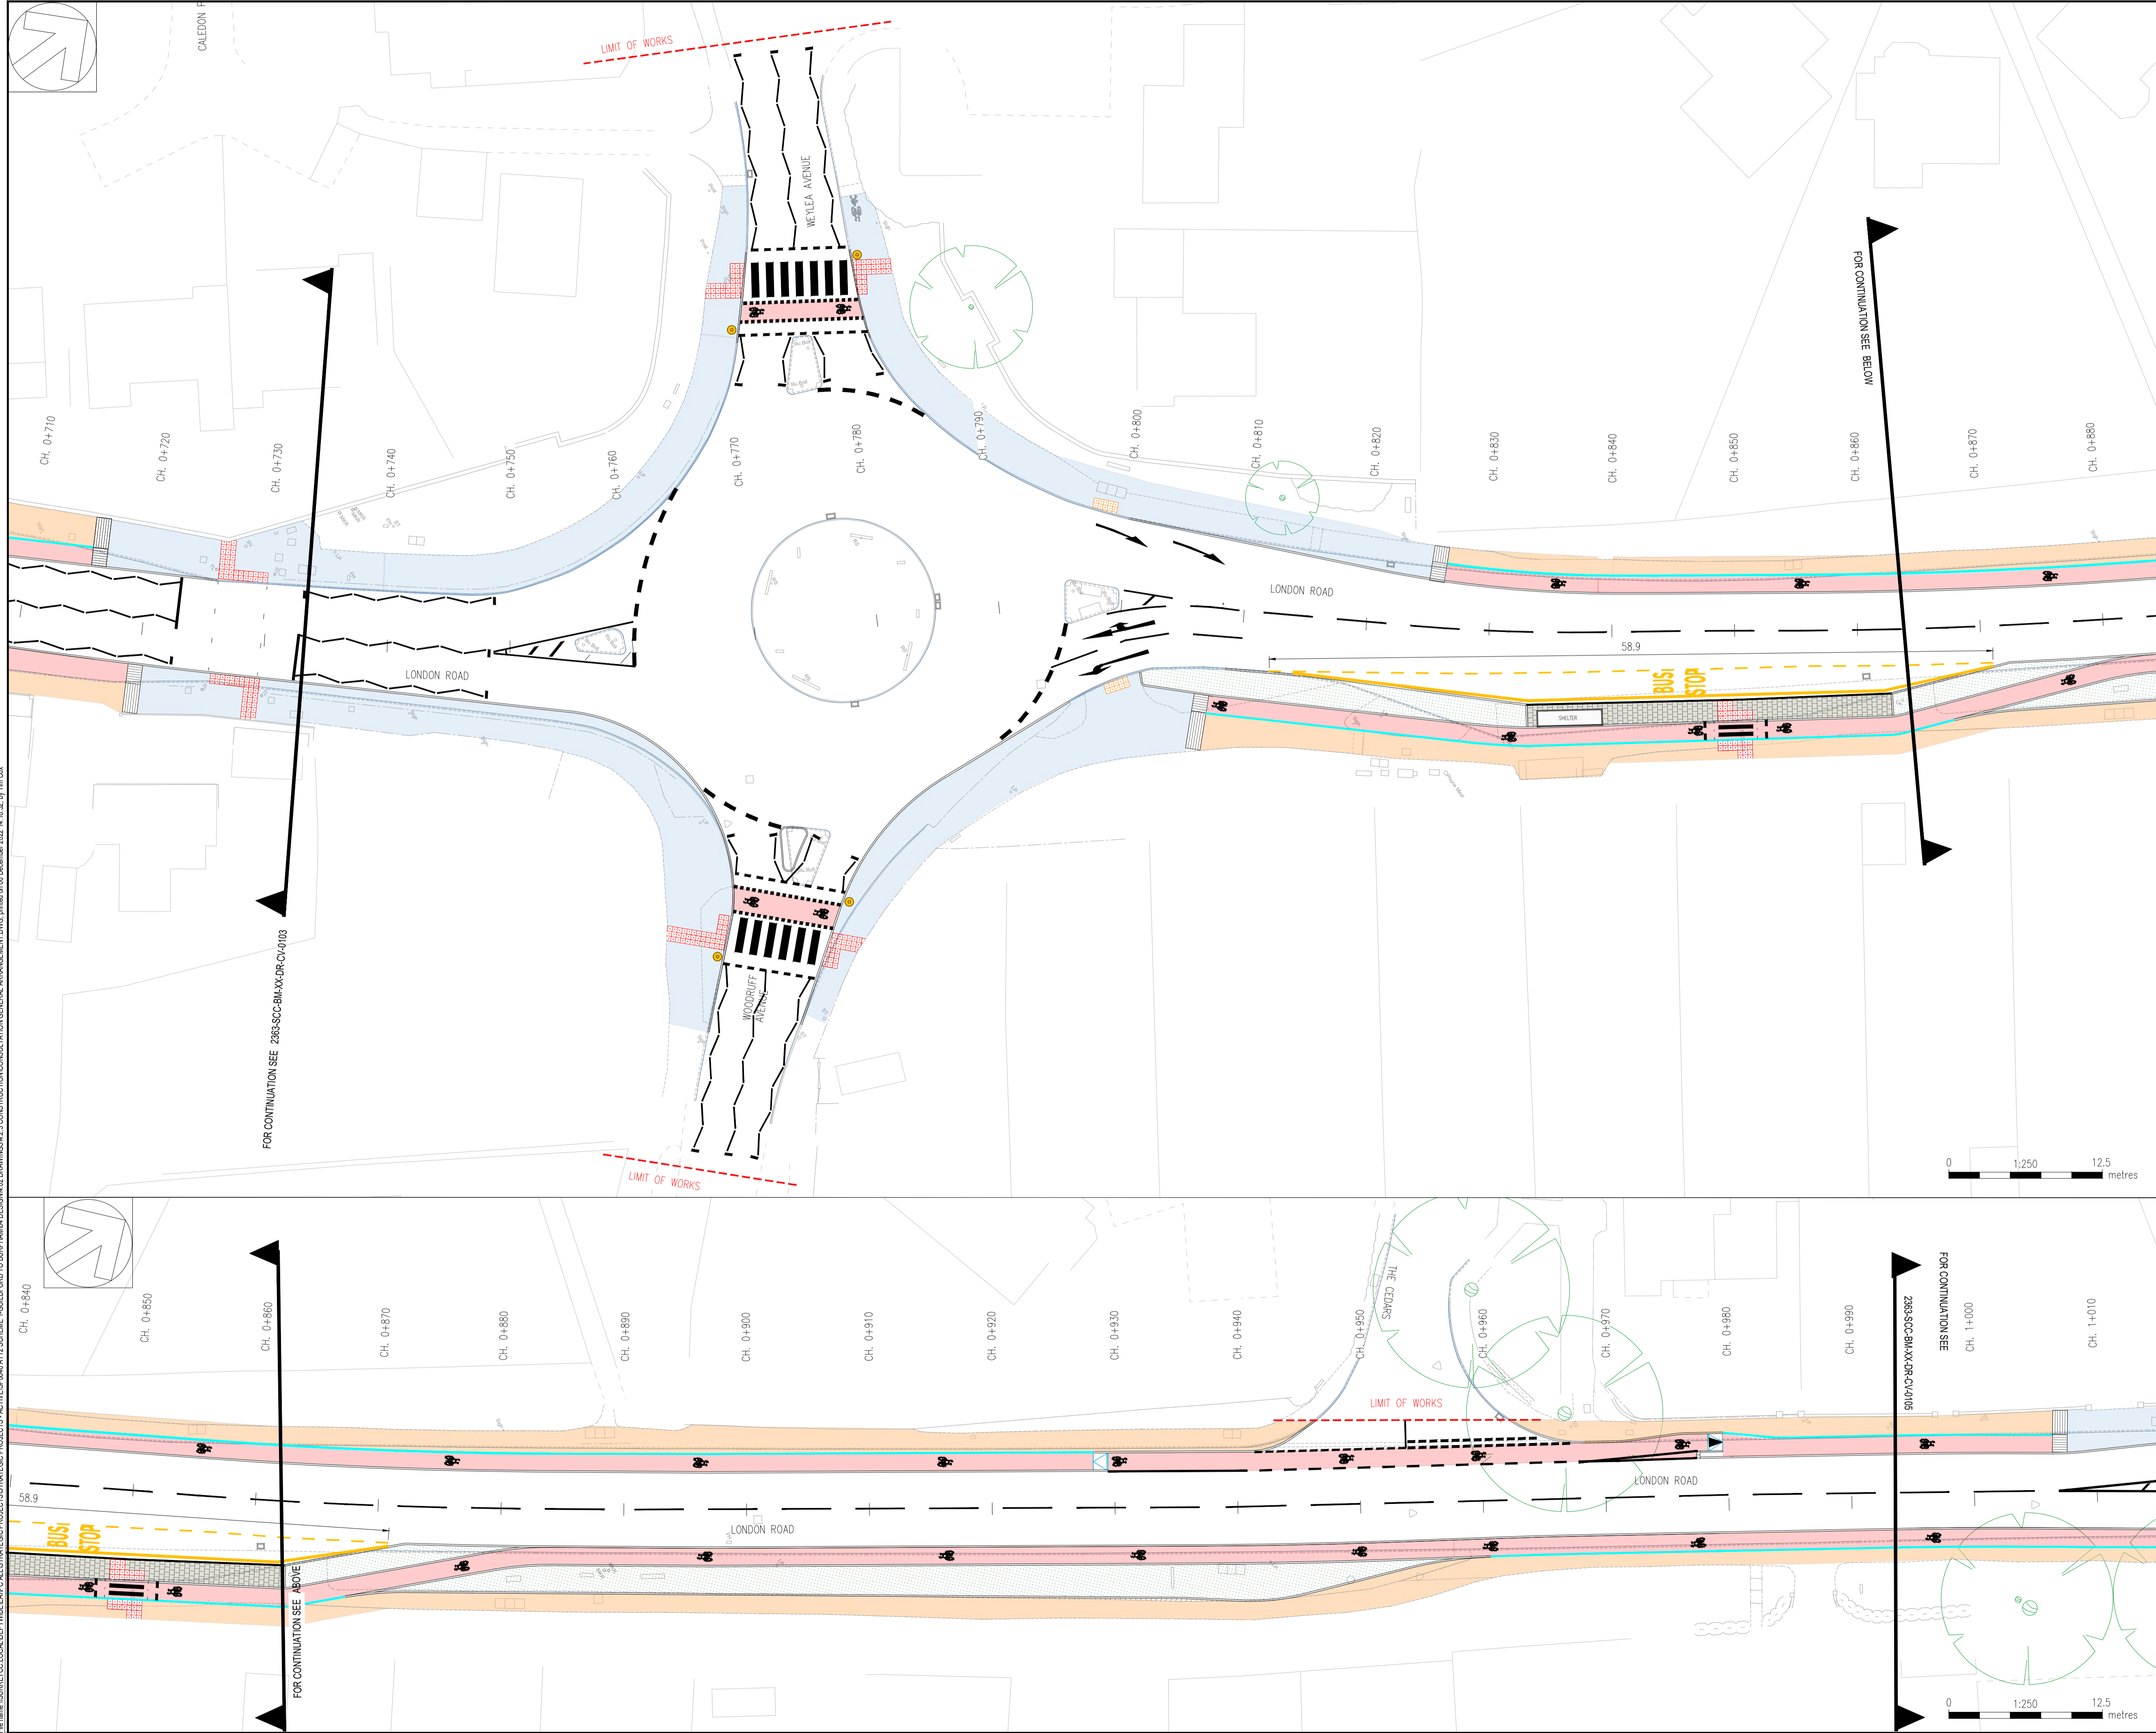 LIMIT OF WORKS
WEYLEA AVENUE
FOR CONTINUATION SEE BELOW
CH. 0+710
CH. 0+720
CH. 0+730
CH. 0+740
CH. 0+750
CH. 0+760
CH. 0+770
CH. 0+780
CH. 0+790
CH. 0+800
CH. 0+810
CH. 0+820
CH. 0+830
CH. 0+840
CH. 0+850
CH. 0+860
CH. 0+870
CH. 0+880
LONDON ROAD
LONDON ROAD
58.9
BUS
STOP
SHELTER
WOODRUFF
AVENUE
FOR CONTINUATION SEE 2363-SCC-BM-XX-DR-CV-0103
LIMIT OF WORKS
0 1:250 12.5
metres
CH. 0+840
CH. 0+850
CH. 0+860
CH. 0+870
CH. 0+880
CH. 0+890
CH. 0+900
CH. 0+910
CH. 0+920
CH. 0+930
CH. 0+940
CH. 0+950
CH. 0+960
CH. 0+970
CH. 0+980
CH. 0+990
CH. 1+000
CH. 1+010
THE CEDARS
FOR CONTINUATION SEE
2363-SCC-BM-XX-DR-CV-0105
LIMIT OF WORKS
LONDON ROAD
58.9
BUS
STOP
LONDON ROAD
FOR CONTINUATION SEE ABOVE
0 1:250 12.5
metres